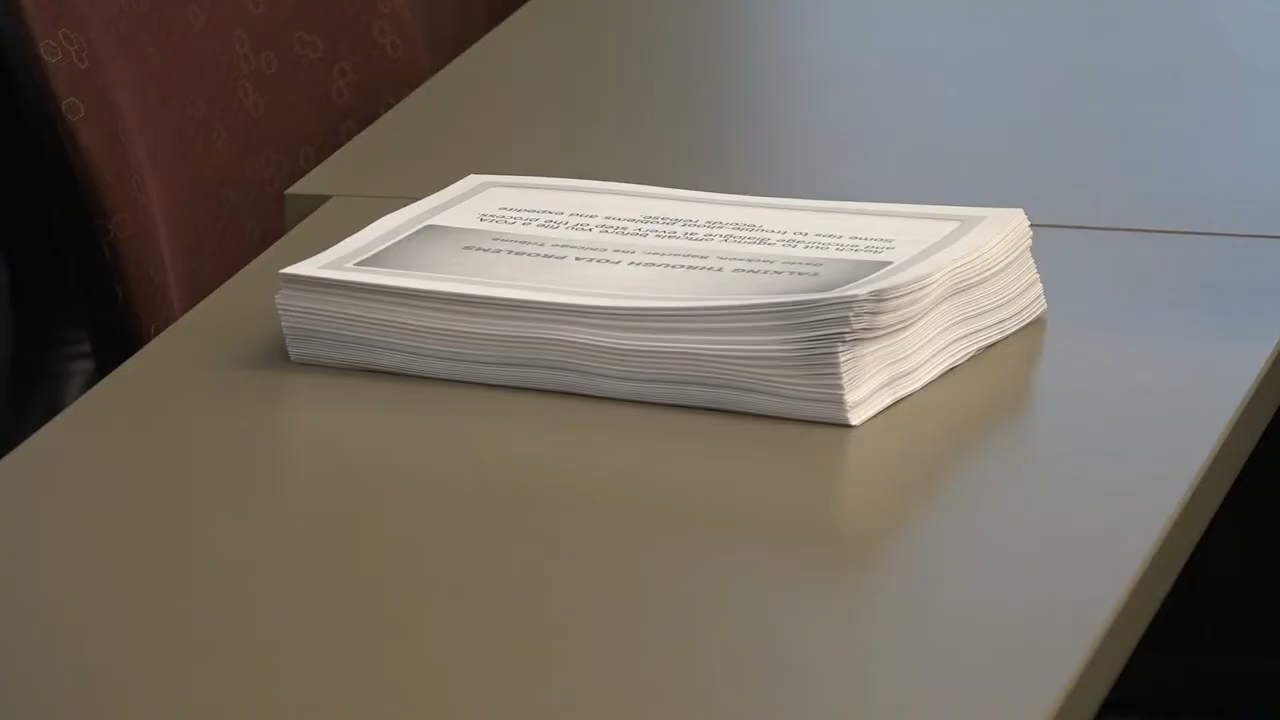 TALKING THROUGH FOIA PROBLEMS
David Jackson, Reporter, the Chicago Tribune
Reach out to agency officials before you file a FOIA
and encourage dialogue at every step of the process.
Some tips to trouble-shoot problems and expedite
records release.